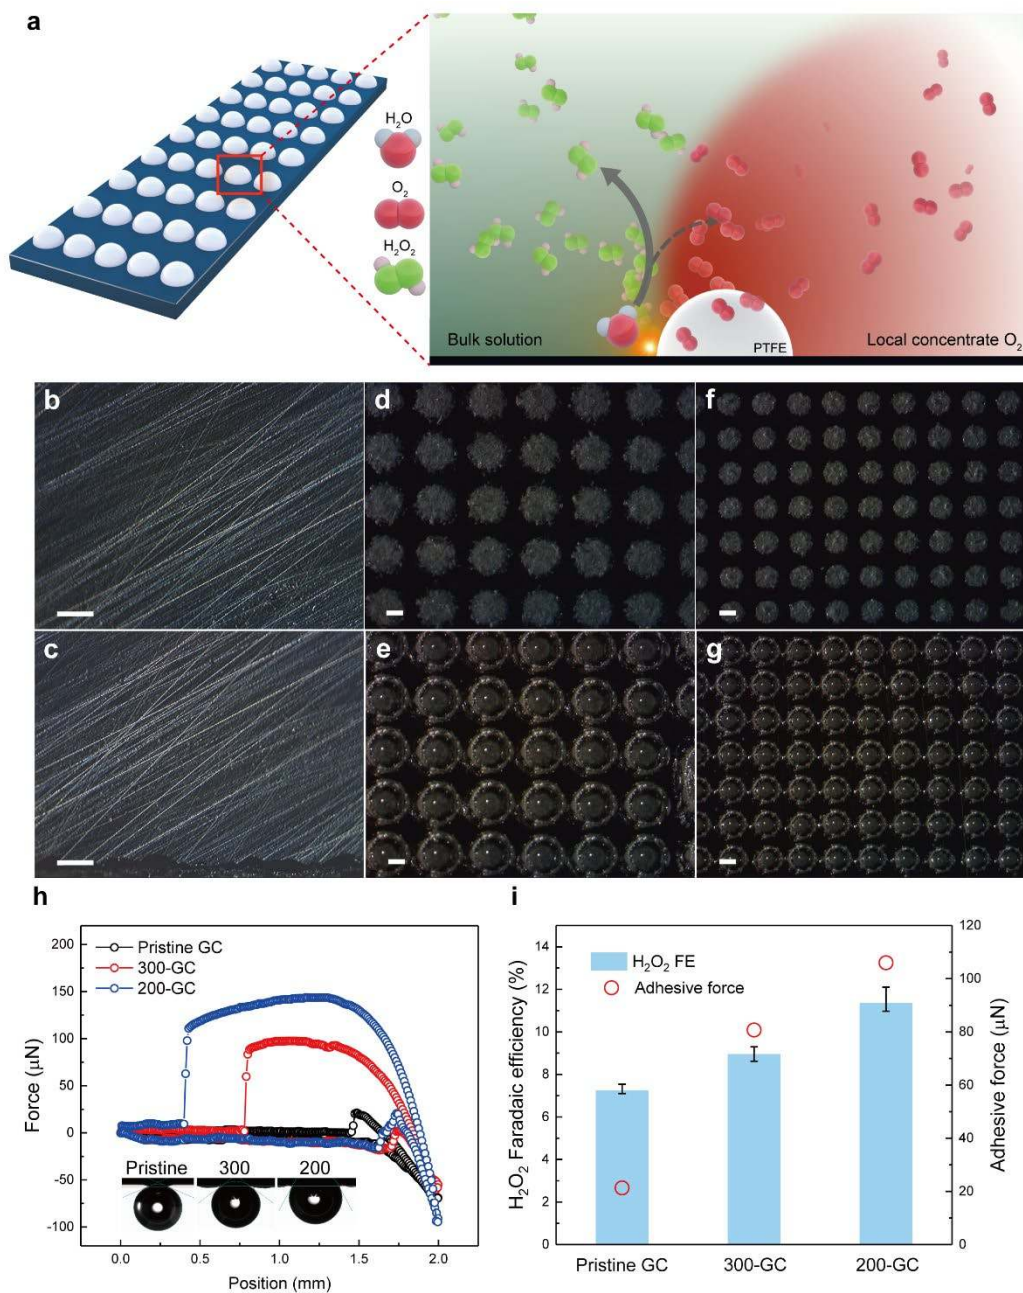 a
H₂O
O₂
H₂O₂
Bulk solution
PTFE
Local concentrate O₂
b
d
f
c
e
g
h
200
150
100
50
0
-50
-100
Force (μN)
Pristine GC
300-GC
200-GC
Pristine
300
200
0.0
0.5
1.0
1.5
2.0
Position (mm)
i
14
12
10
8
6
4
2
0
H₂O₂ Faradaic efficiency (%)
H₂O₂ FE
Adhesive force
120
100
80
60
40
20
0
Adhesive force (μN)
Pristine GC
300-GC
200-GC